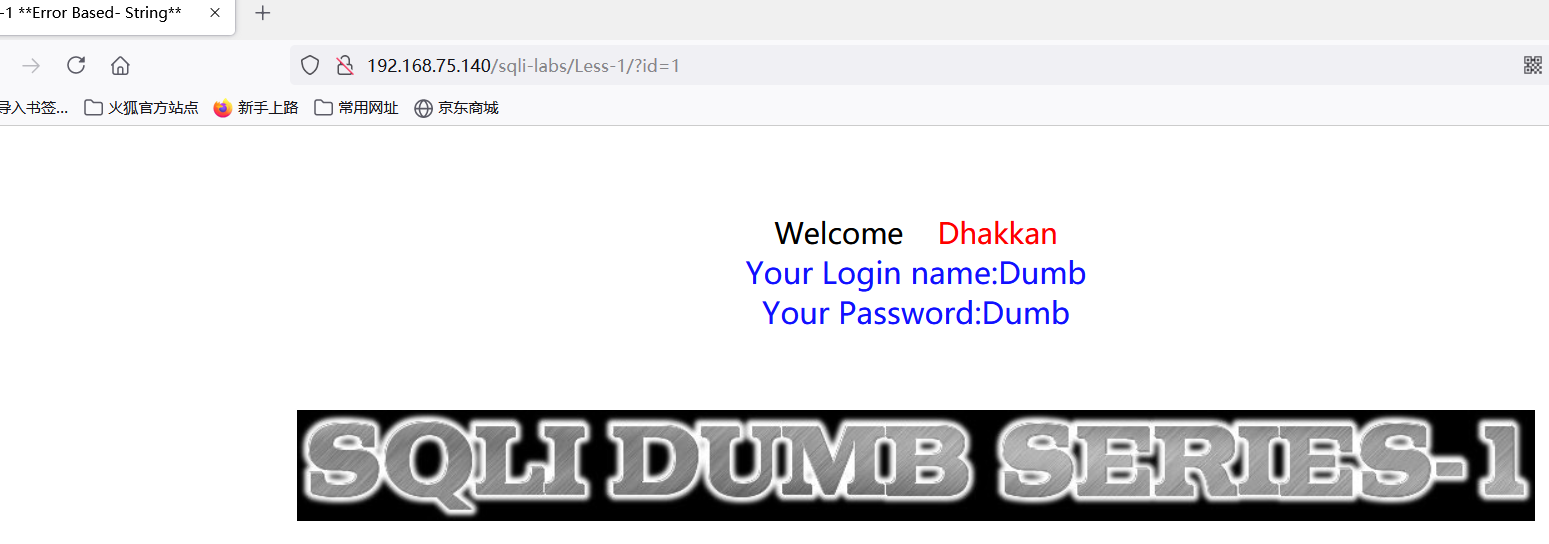 -1 **Error Based- String**
192.168.75.140/sqli-labs/Less-1/?id=1
导入书签... 火狐官方站点 新手上路 常用网址 京东商城
Welcome Dhakkan
Your Login name:Dumb
Your Password:Dumb
SQLI DUMB SERIES-1